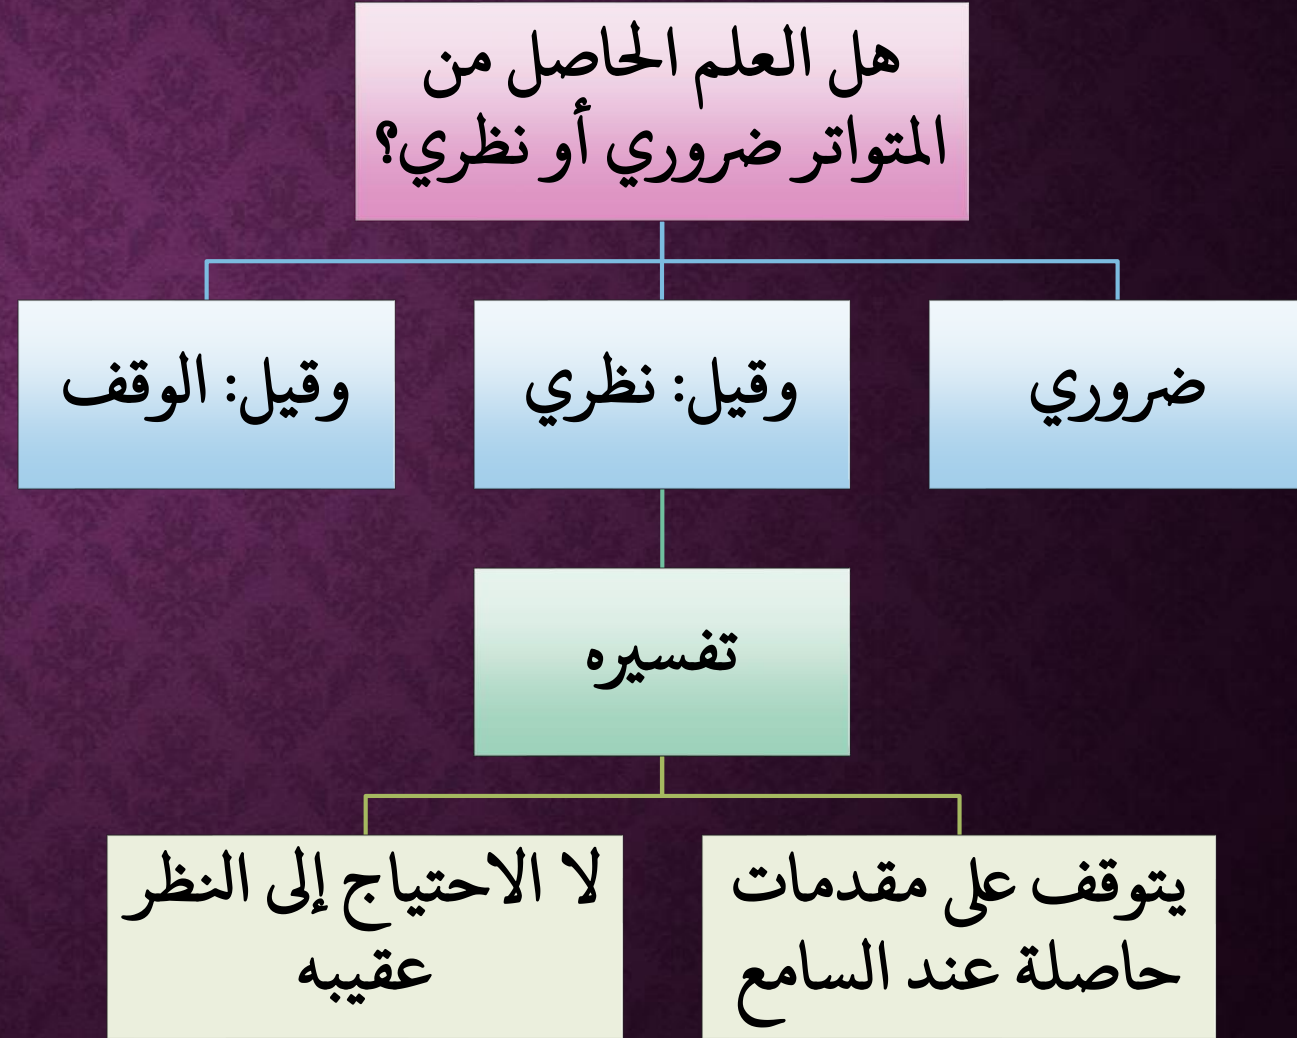 هل العلم الحاصل من
المتواتر ضروري أو نظري؟
ضروري
وقيل: نظري
وقيل: الوقف
تفسيره
يتوقف على مقدمات
حاصلة عند السامع
لا الاحتياج إلى النظر
عقيبه